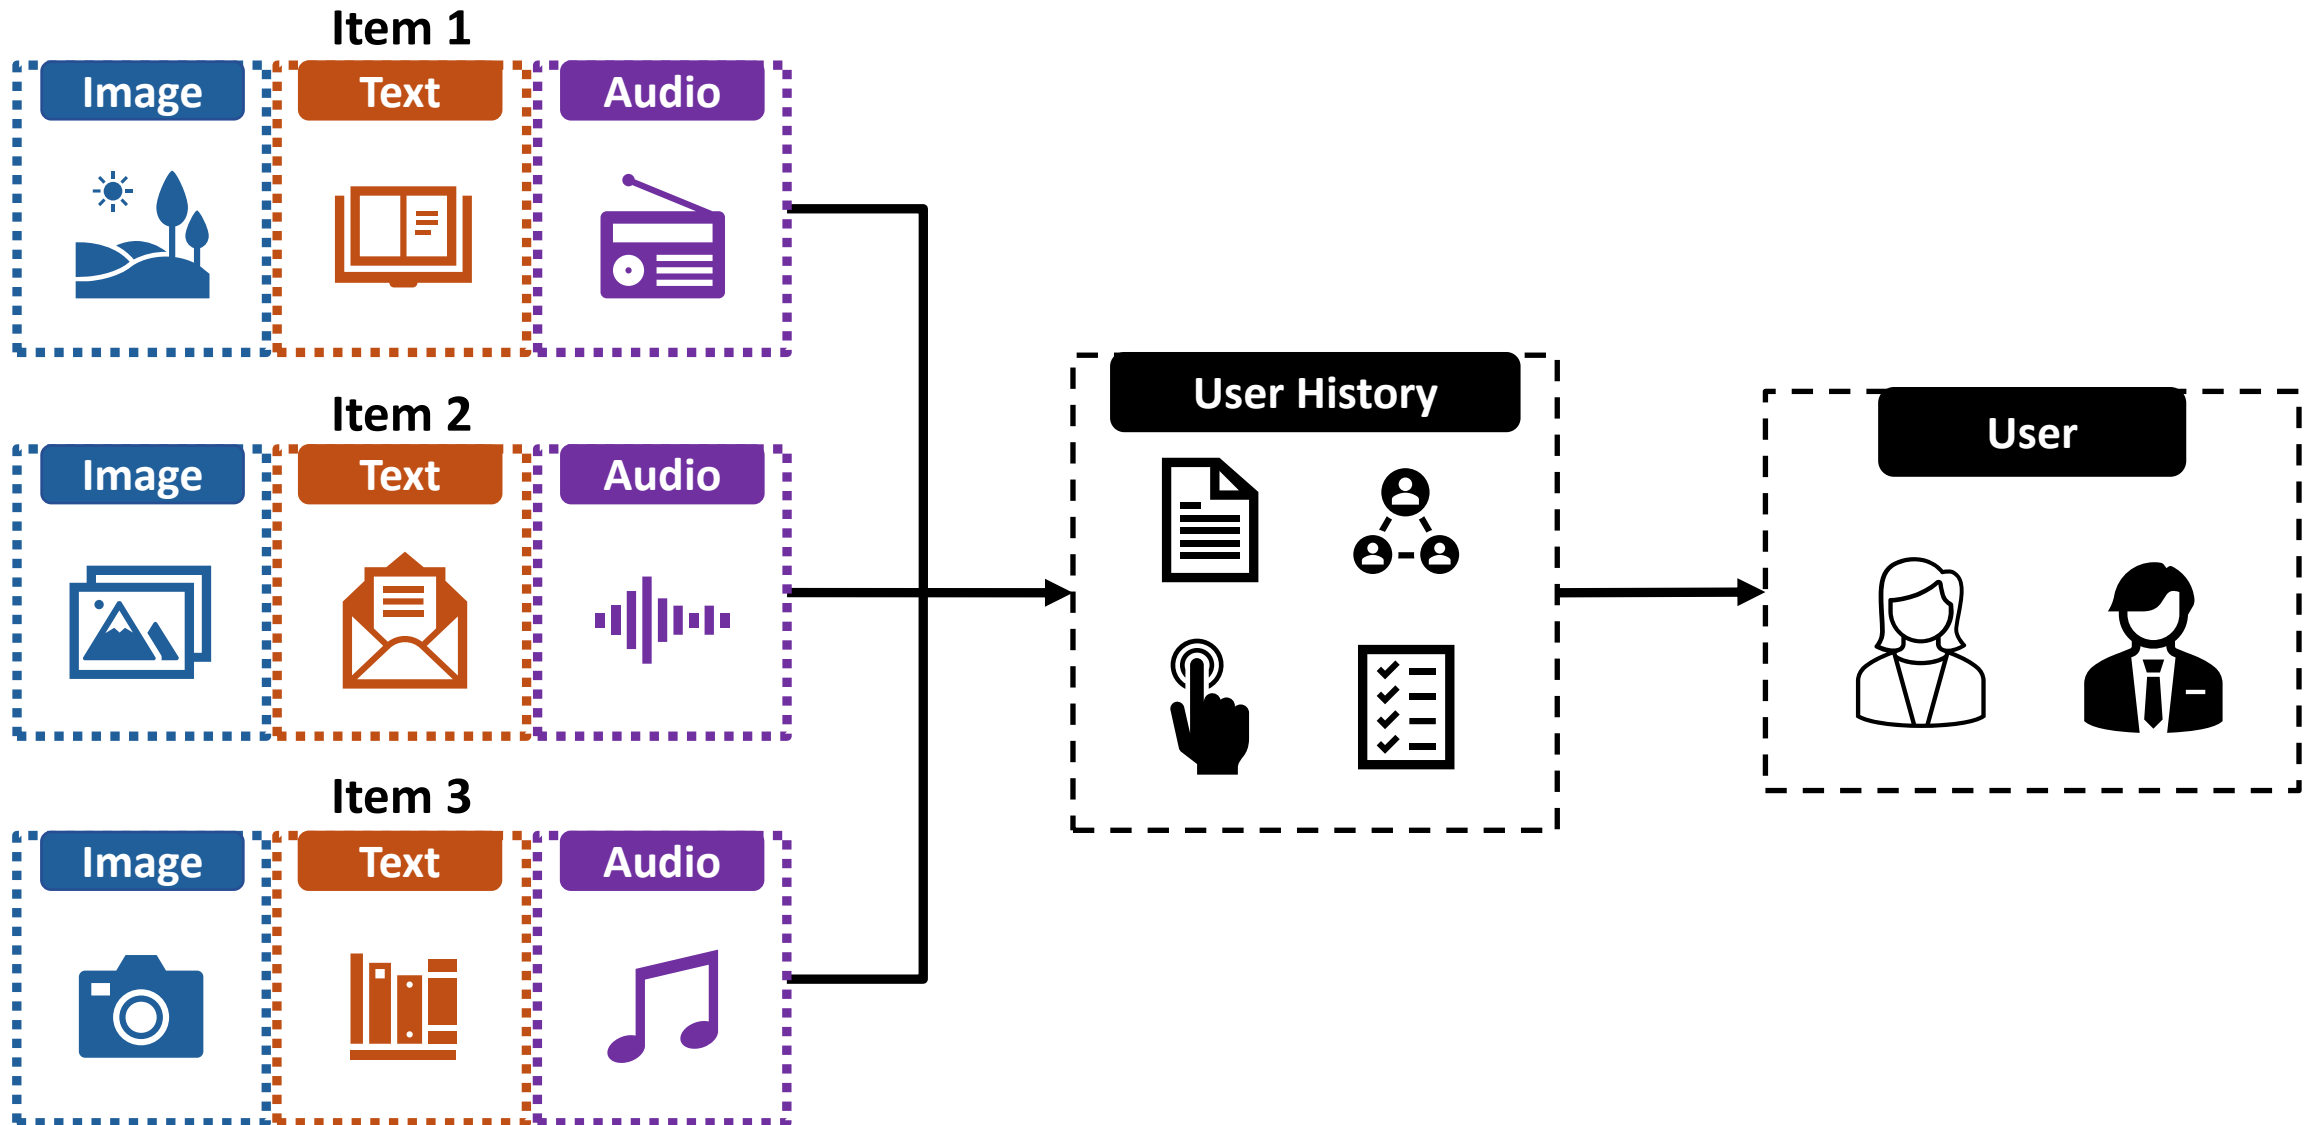 Item 1
Image
Text
Audio
Item 2
Image
Text
Audio
Item 3
Image
Text
Audio
User History
User